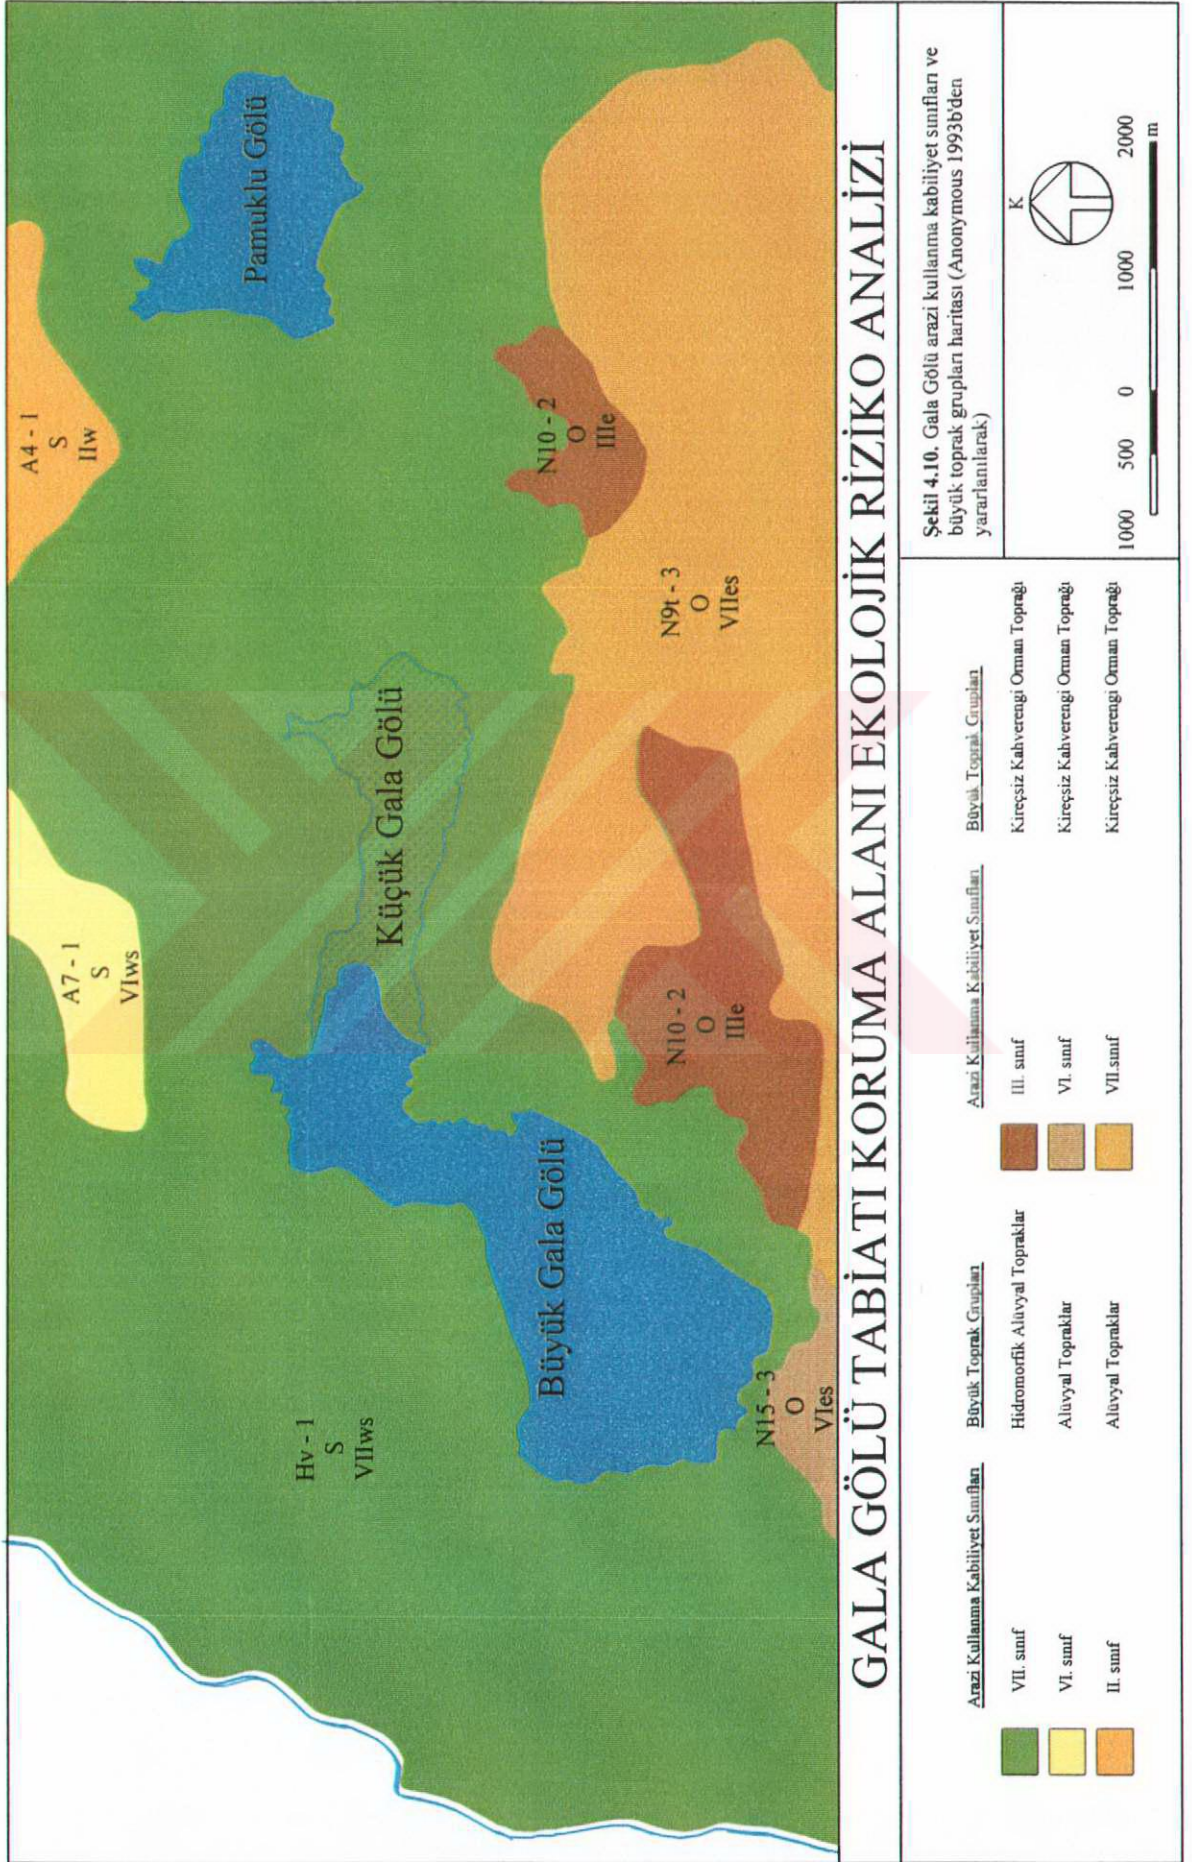 A4 - 1
S
IIw
A7 - 1
S
VIws
Pamuklu Gölü
Küçük Gala Gölü
Büyük Gala Gölü
Hv - 1
S
VIIws
N10 - 2
O
IIIe
N9t - 3
O
VIIes
N10 - 2
O
IIIe
N15 - 3
O
VIes
GALA GÖLÜ TABİATI KORUMA ALANI EKOLOJİK RİZİKO ANALİZİ
Arazi Kullanma Kabiliyet Sınıfları
Büyük Toprak Grupları
VII. sınıf
Hidromorfik Alüvyal Topraklar
VI. sınıf
Alüvyal Topraklar
II. sınıf
Alüvyal Topraklar
Arazi Kullanma Kabiliyet Sınıfları
Büyük Toprak Grupları
III. sınıf
Kireçsiz Kahverengi Orman Toprağı
VI. sınıf
Kireçsiz Kahverengi Orman Toprağı
VII.sınıf
Kireçsiz Kahverengi Orman Toprağı
Şekil 4.10. Gala Gölü arazi kullanma kabiliyet sınıfları ve
büyük toprak grupları haritası (Anonymous 1993b'den
yararlanılarak)
K
1000 500 0 1000 2000
m